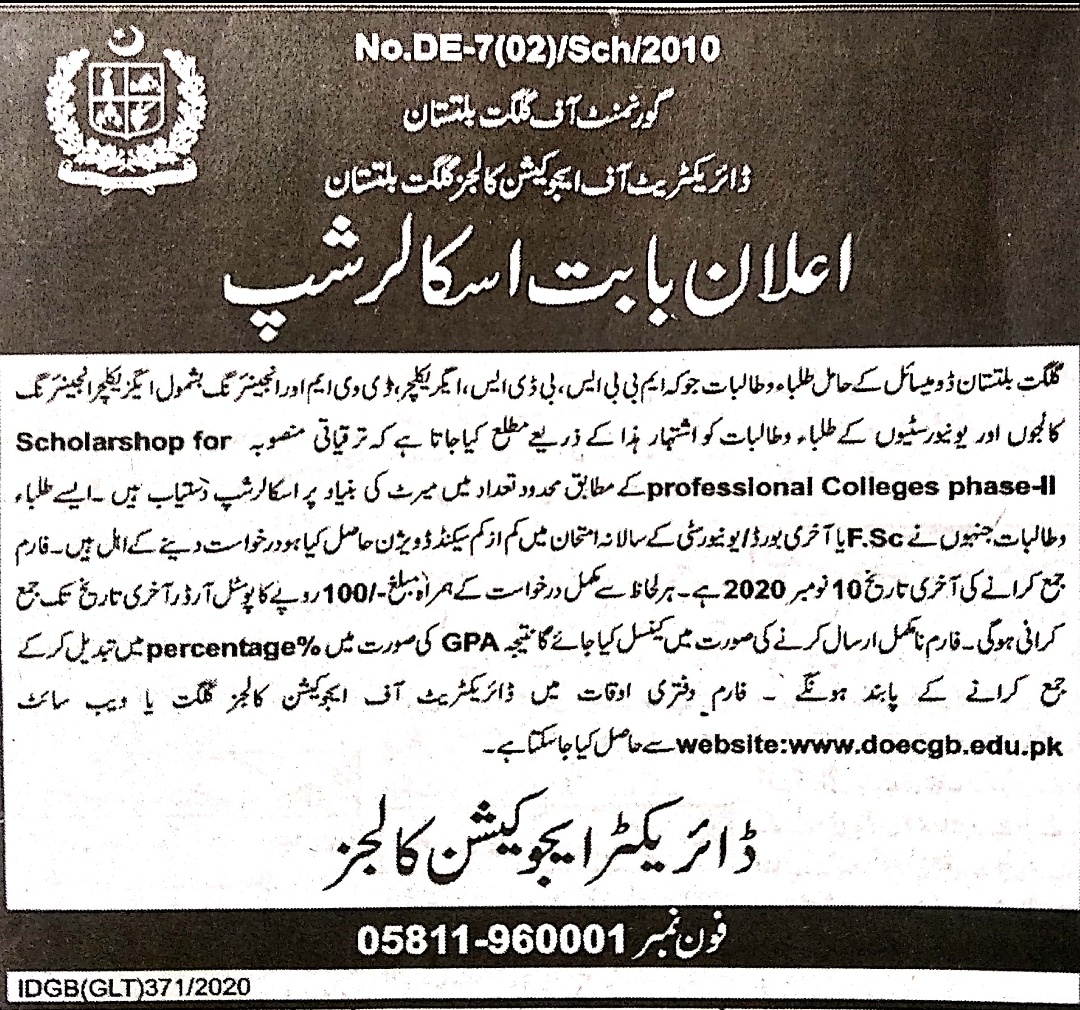 No.DE-7(02)/Sch/2010
گورنمنٹ آف گلگت بلتستان
ڈائریکٹریٹ آف ایجوکیشن کالجز گلگت بلتستان
اعلان بابت اسکالرشپ
گلگت بلتستان ڈومیسائل کے حامل طلباء وطالبات جوکہ ایم بی بی ایس، بی ڈی ایس، ایگریکلچر، ڈی وی ایم اور انجینئرنگ بشمول ایگریکلچر انجینئرنگ
کالجوں اور یونیورسٹیوں کے طلباء وطالبات کو اشتہار ہذا کے ذریعے مطلع کیا جاتا ہے کہ ترقیاتی منصوبہ Scholarshop for
professional Colleges phase-II کے مطابق محدود تعداد میں میرٹ کی بنیاد پر اسکالرشپ دستیاب ہیں ۔ ایسے طلباء
وطالبات جنہوں نے F.Sc یا آخری بورڈ/یونیورسٹی کے سالانہ امتحان میں کم از کم سیکنڈ ڈویژن حاصل کیا ہو درخواست دینے کے اہل ہیں۔ فارم
جمع کرانے کی آخری تاریخ 10 نومبر 2020 ہے۔ ہر لحاظ سے مکمل درخواست کے ہمراہ مبلغ -/100 روپے کا پوسٹل آرڈر آخری تاریخ تک جمع
کرانی ہوگی۔ فارم نامکمل ارسال کرنے کی صورت میں کینسل کیا جائے گا نتیجہ GPA کی صورت میں %percentage میں تبدیل کرکے
جمع کرانے کے پابند ہونگے ۔ فارم دفتری اوقات میں ڈائریکٹریٹ آف ایجوکیشن کالجز گلگت یا ویب سائٹ
website:www.doecgb.edu.pk سے حاصل کیا جاسکتا ہے۔
ڈائریکٹر ایجوکیشن کالجز
فون نمبر 05811-960001
IDGB(GLT)371/2020